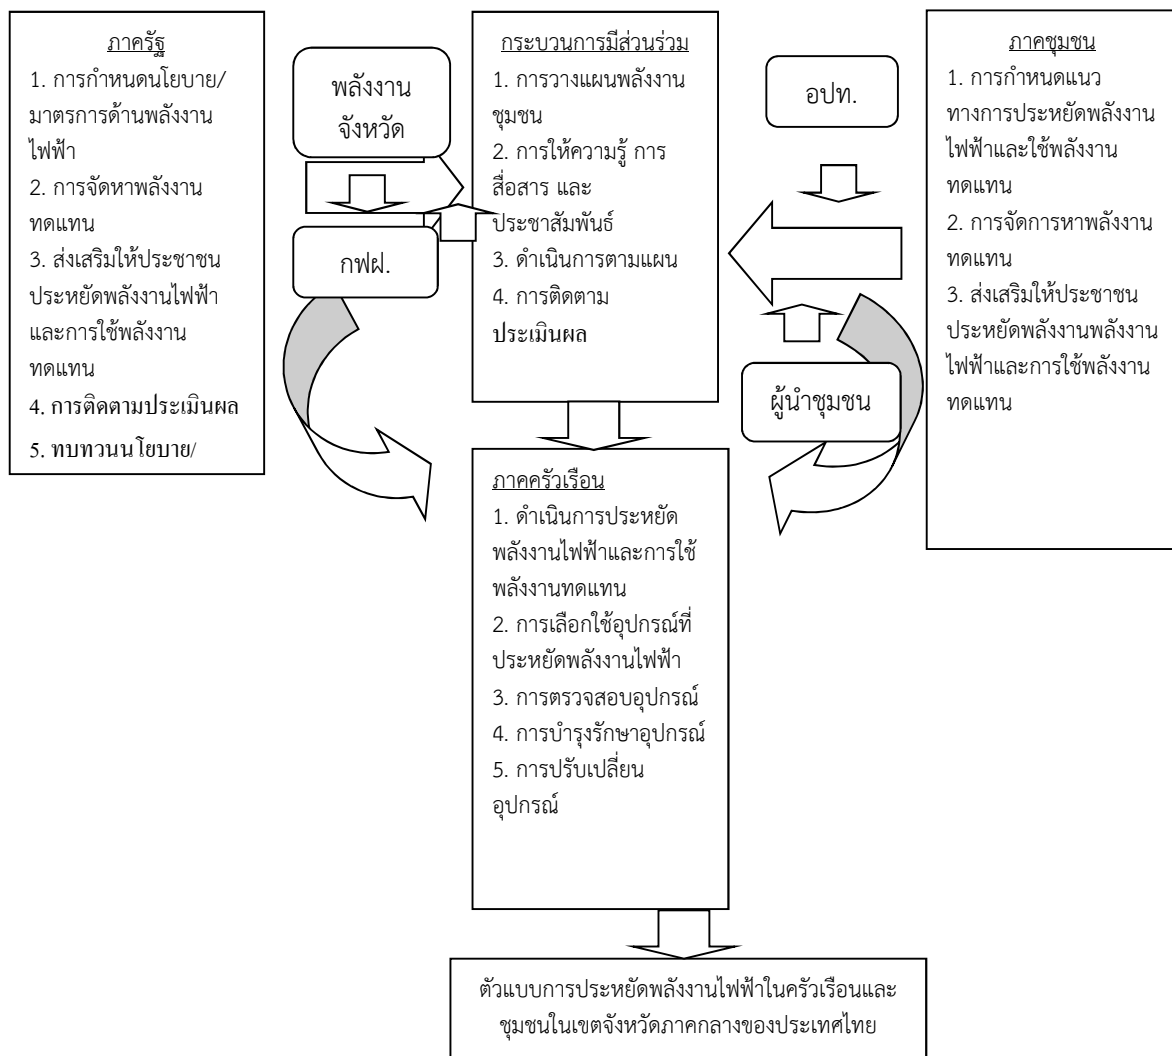 ภาครัฐ
1. การกำหนดนโยบาย/
มาตรการด้านพลังงาน
ไฟฟ้า
2. การจัดหาพลังงาน
ทดแทน
3. ส่งเสริมให้ประชาชน
ประหยัดพลังงานไฟฟ้า
และการใช้พลังงาน
ทดแทน
4. การติดตามประเมินผล
5. ทบทวนนโยบาย/
พลังงาน
จังหวัด
กฟฝ.
กระบวนการมีส่วนร่วม
1. การวางแผนพลังงาน
ชุมชน
2. การให้ความรู้ การ
สื่อสาร และ
ประชาสัมพันธ์
3. ดำเนินการตามแผน
4. การติดตาม
ประเมินผล
อปท.
ผู้นำชุมชน
ภาคชุมชน
1. การกำหนดแนว
ทางการประหยัดพลังงาน
ไฟฟ้าและใช้พลังงาน
ทดแทน
2. การจัดการหาพลังงาน
ทดแทน
3. ส่งเสริมให้ประชาชน
ประหยัดพลังงานพลังงาน
ไฟฟ้าและการใช้พลังงาน
ทดแทน
ภาคครัวเรือน
1. ดำเนินการประหยัด
พลังงานไฟฟ้าและการใช้
พลังงานทดแทน
2. การเลือกใช้อุปกรณ์ที่
ประหยัดพลังงานไฟฟ้า
3. การตรวจสอบอุปกรณ์
4. การบำรุงรักษาอุปกรณ์
5. การปรับเปลี่ยน
อุปกรณ์
ตัวแบบการประหยัดพลังงานไฟฟ้าในครัวเรือนและ
ชุมชนในเขตจังหวัดภาคกลางของประเทศไทย